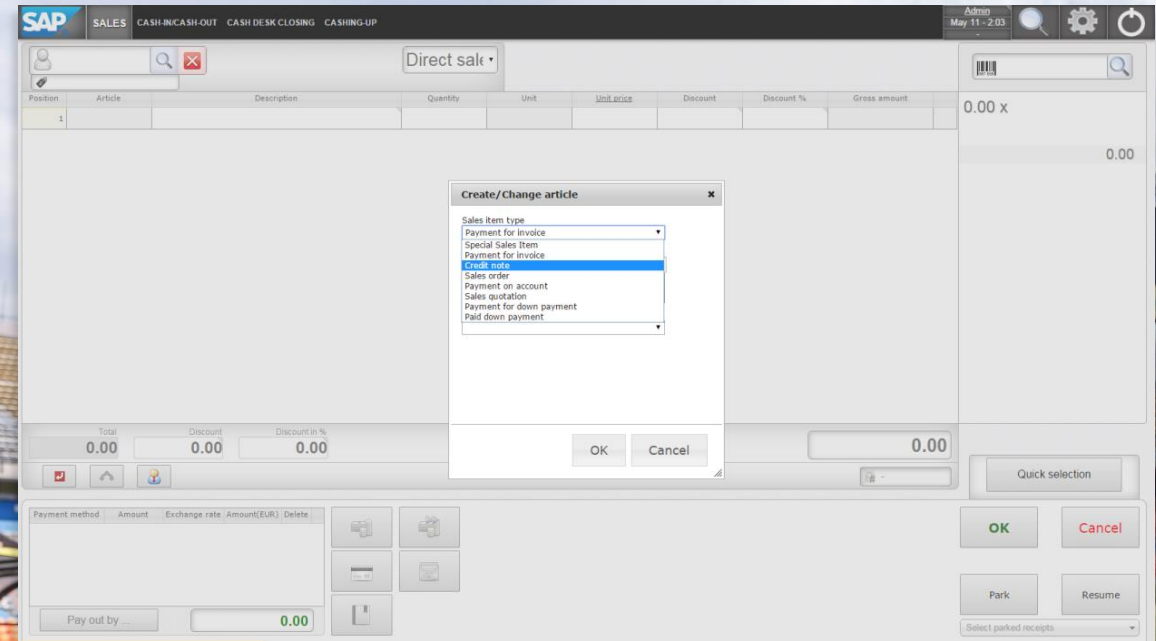 SAP SALES CASH-IN/CASH-OUT CASH DESK CLOSING CASHING-UP
Admin
May 11 - 2:03
-
Direct sale
Position Article Description Quantity Unit Unit price Discount Discount % Gross amount
1
0.00 x
0.00
Create/Change article
Sales item type
Payment for invoice
Special Sales Item
Payment for invoice
Credit note
Sales order
Payment on account
Sales quotation
Payment for down payment
Paid down payment
OK Cancel
Total Discount Discount in %
0.00 0.00 0.00
0.00
# -
Quick selection
Payment method Amount Exchange rate Amount(EUR) Delete
Pay out by ... 0.00
OK Cancel
Park Resume
Select parked receipts